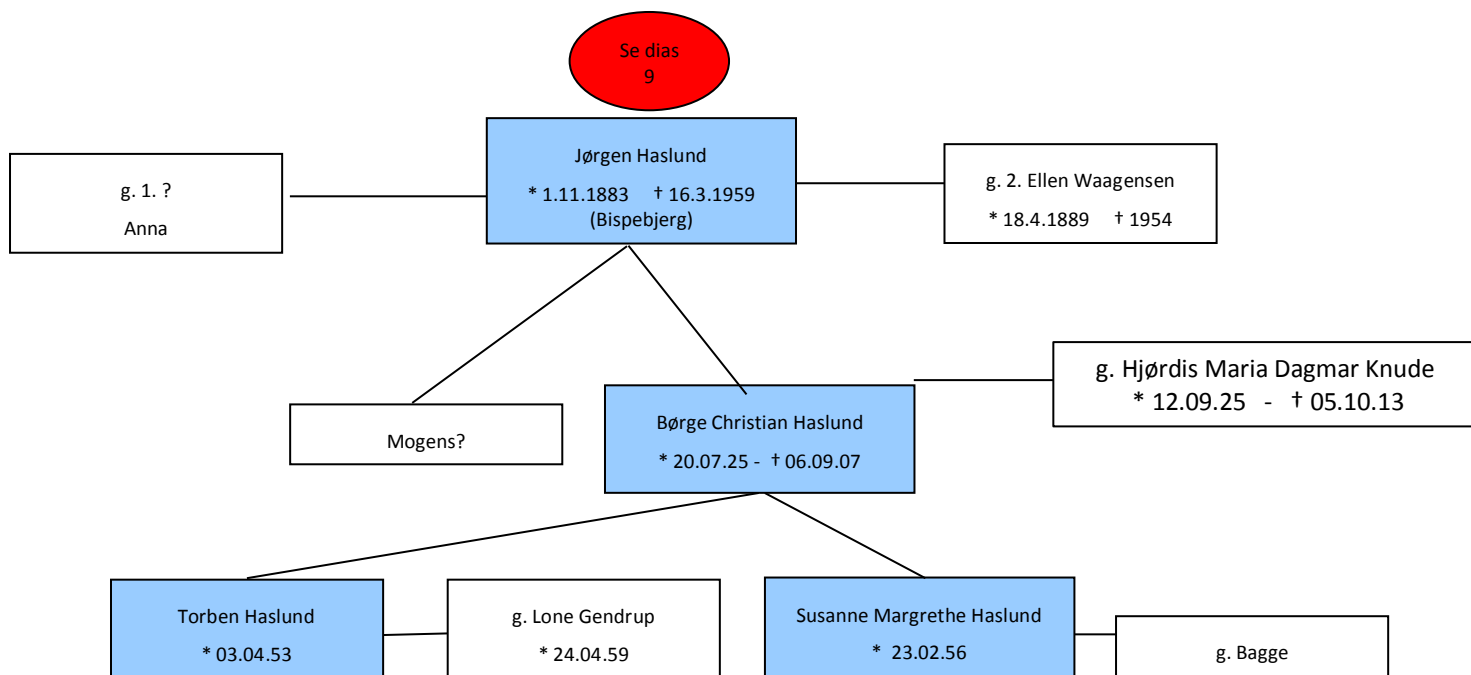 Se dias
9
Jørgen Haslund
* 1.11.1883 † 16.3.1959
(Bispebjerg)
g. 1. ?
Anna
g. 2. Ellen Waagensen
* 18.4.1889 † 1954
g. Hjørdis Maria Dagmar Knude
* 12.09.25 - † 05.10.13
Mogens?
Børge Christian Haslund
* 20.07.25 - † 06.09.07
Torben Haslund
* 03.04.53
g. Lone Gendrup
* 24.04.59
Susanne Margrethe Haslund
* 23.02.56
g. Bagge